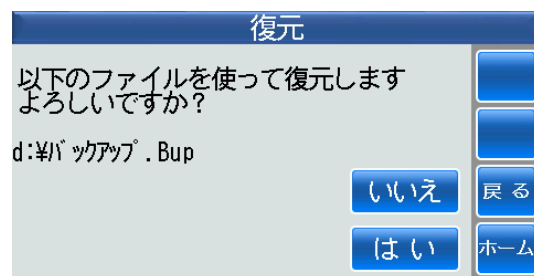 復元
以下のファイルを使って復元します
よろしいですか?
d:¥ﾊﾞｯｸｱｯﾌﾟ.Bup
いいえ
はい
戻る
ホーム